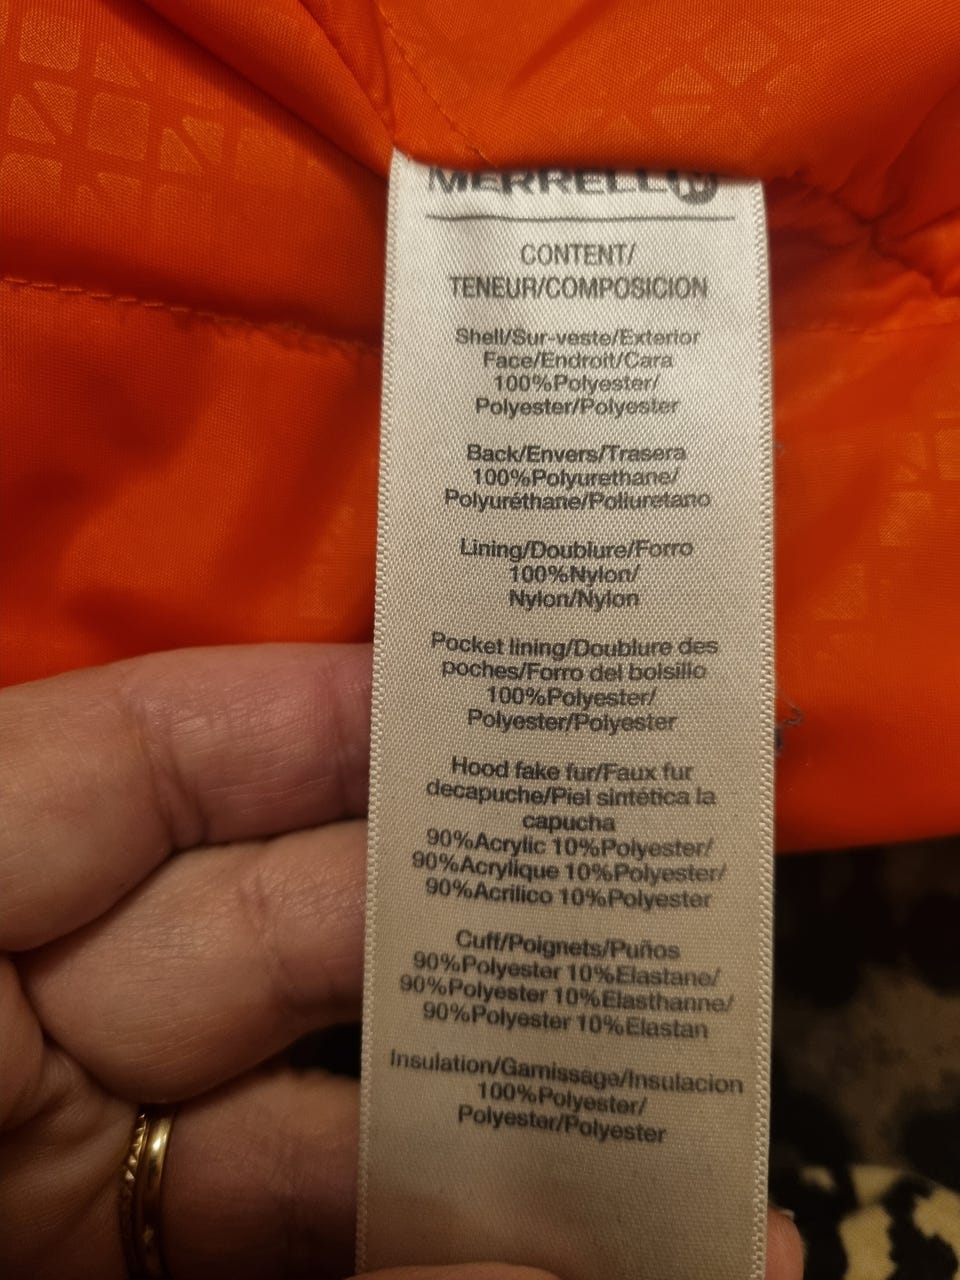 MERRELL
CONTENT/
TENEUR/COMPOSICION
Shell/Sur-veste/Exterior
Face/Endroit/Cara
100%Polyester/
Polyester/Polyester
Back/Envers/Trasera
100%Polyurethane/
Polyuréthane/Poliuretano
Lining/Doublure/Forro
100%Nylon/
Nylon/Nylon
Pocket lining/Doublure des
poches/Forro del bolsillo
100%Polyester/
Polyester/Polyester
Hood fake fur/Faux fur
decapuche/Piel sintética la
capucha
90%Acrylic 10%Polyester/
90%Acrylique 10%Polyester/
90%Acrilico 10%Polyester
Cuff/Poignets/Puños
90%Polyester 10%Elastane/
90%Polyester 10%Elasthanne/
90%Polyester 10%Elastan
Insulation/Garnissage/Insulacion
100%Polyester/
Polyester/Polyester